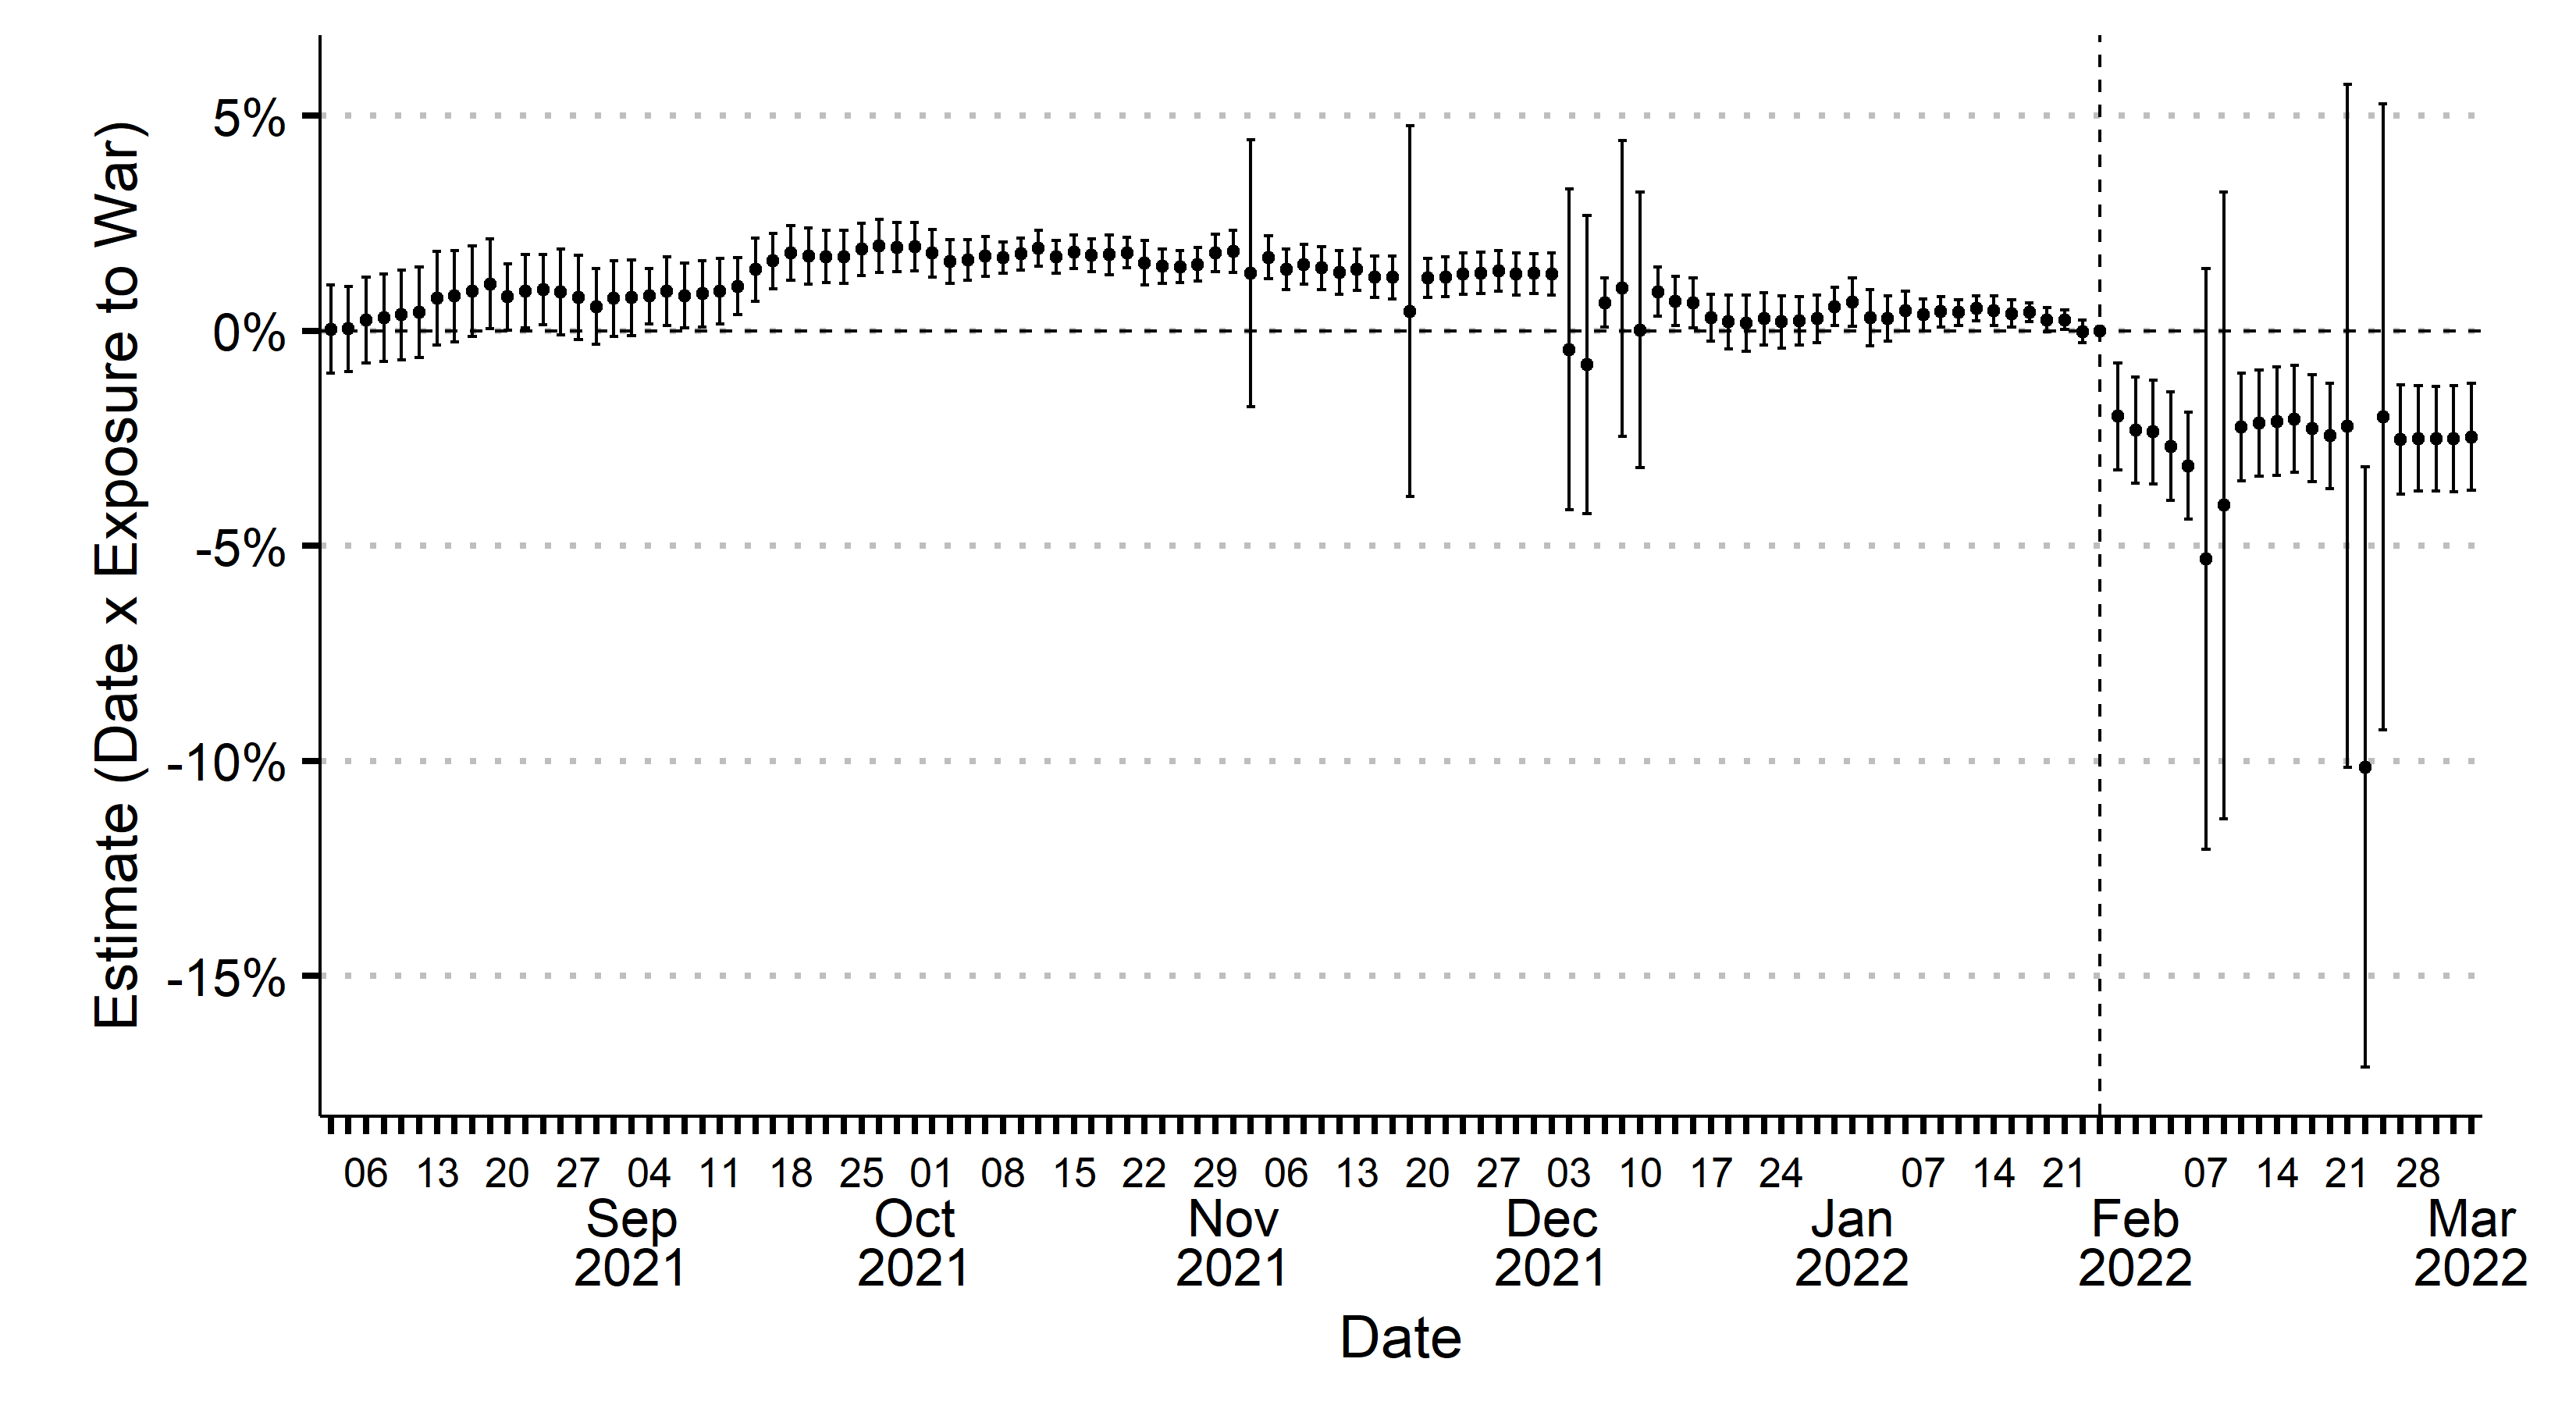 Estimate (Date x Exposure to War)
5%
0%
-5%
-10%
-15%
06 13 20 27 04 11 18 25 01 08 15 22 29 06 13 20 27 03 10 17 24 07 14 21 07 14 21 28
Sep Oct Nov Dec Jan Feb Mar
2021 2021 2021 2021 2022 2022 2022
Date